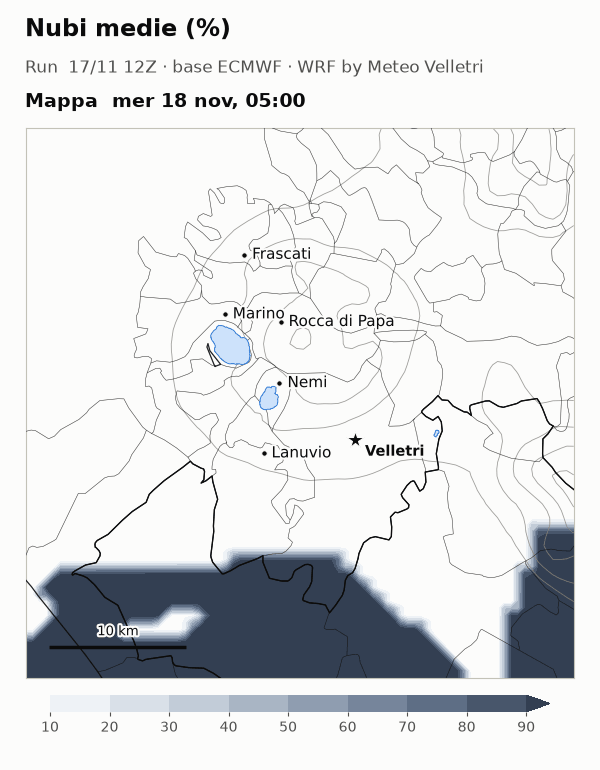 Nubi medie (%)
Run 17/11 12Z · base ECMWF · WRF by Meteo Velletri
Mappa mer 18 nov, 05:00
Frascati
Marino
Rocca di Papa
Nemi
Velletri
Lanuvio
10 km
10 20 30 40 50 60 70 80 90